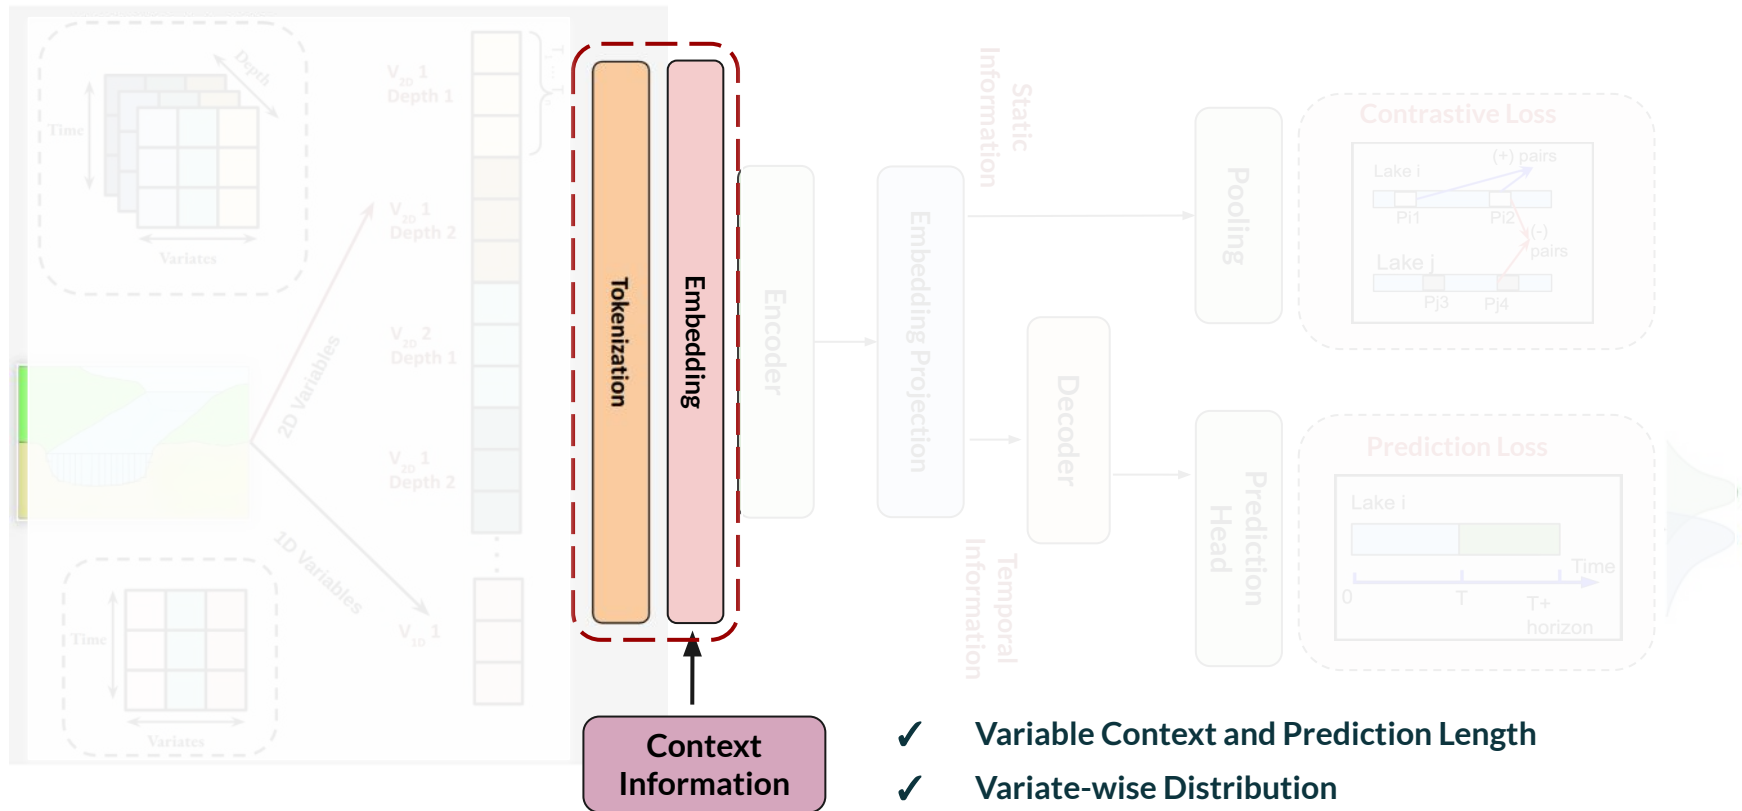 Depth
Time
Variates
V2D 1
Depth 1
V2D 1
Depth 2
V2D 2
Depth 1
V2D 1
Depth 2
2D Variables
1D Variables
V1D 1
Time
Variates
Tokenization
Embedding
Context
Information
Encoder
Embedding Projection
Static
Information
Temporal
Information
Decoder
Pooling
Prediction
Head
Contrastive Loss
Lake i
(+) pairs
Pi1
Pi2
(-)
pairs
Lake j
Pj3
Pj4
Prediction Loss
Lake i
Time
0
T
T+
horizon
✓ Variable Context and Prediction Length
✓ Variate-wise Distribution